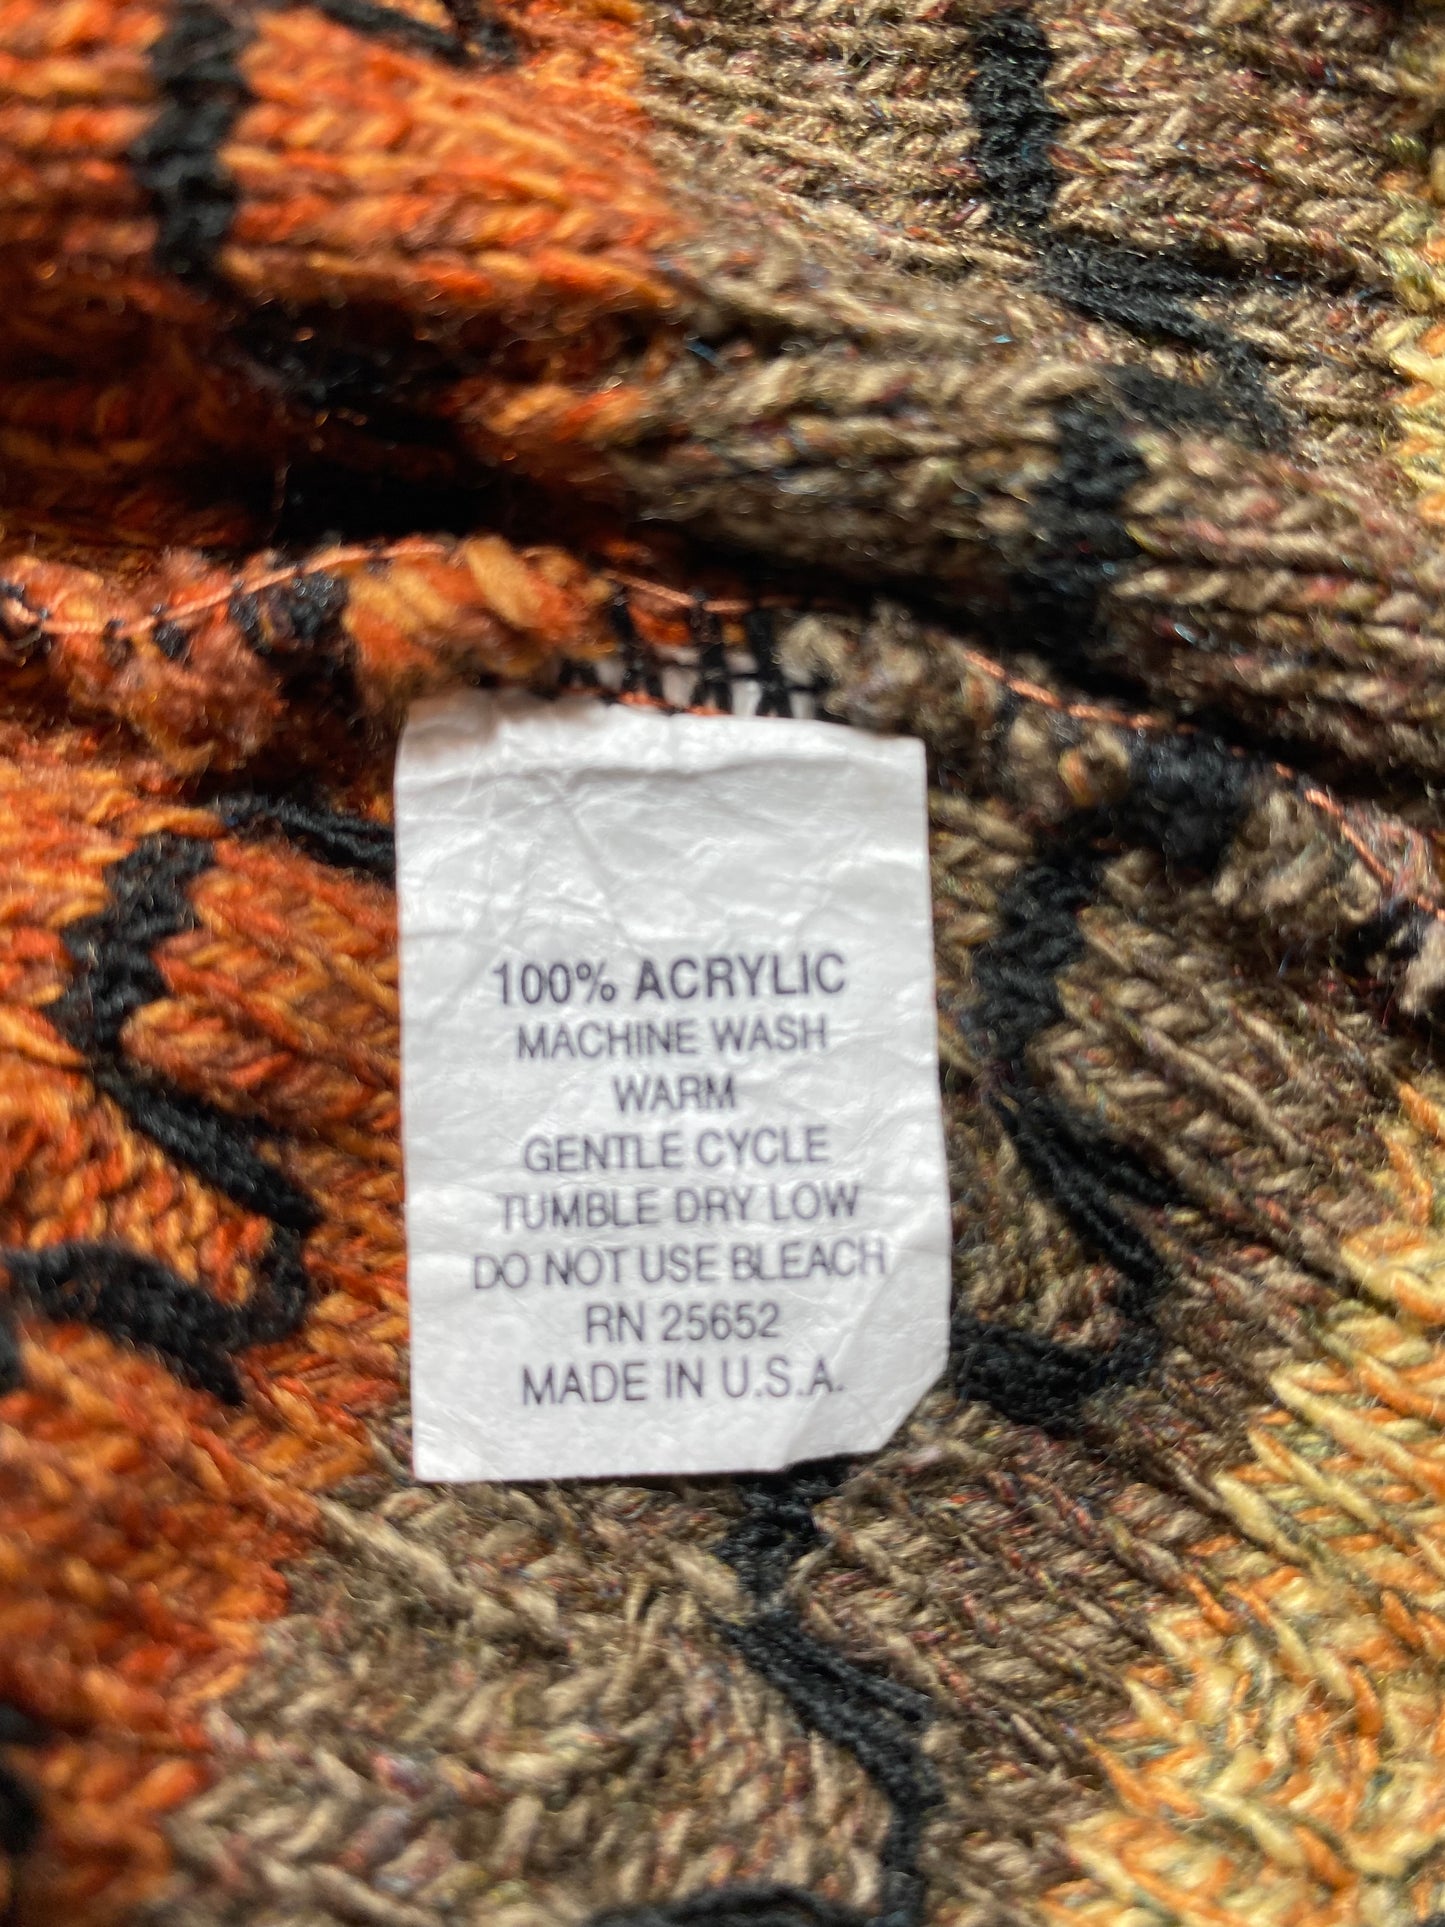 100% ACRYLIC
MACHINE WASH
WARM
GENTLE CYCLE
TUMBLE DRY LOW
DO NOT USE BLEACH
RN 25652
MADE IN U.S.A.